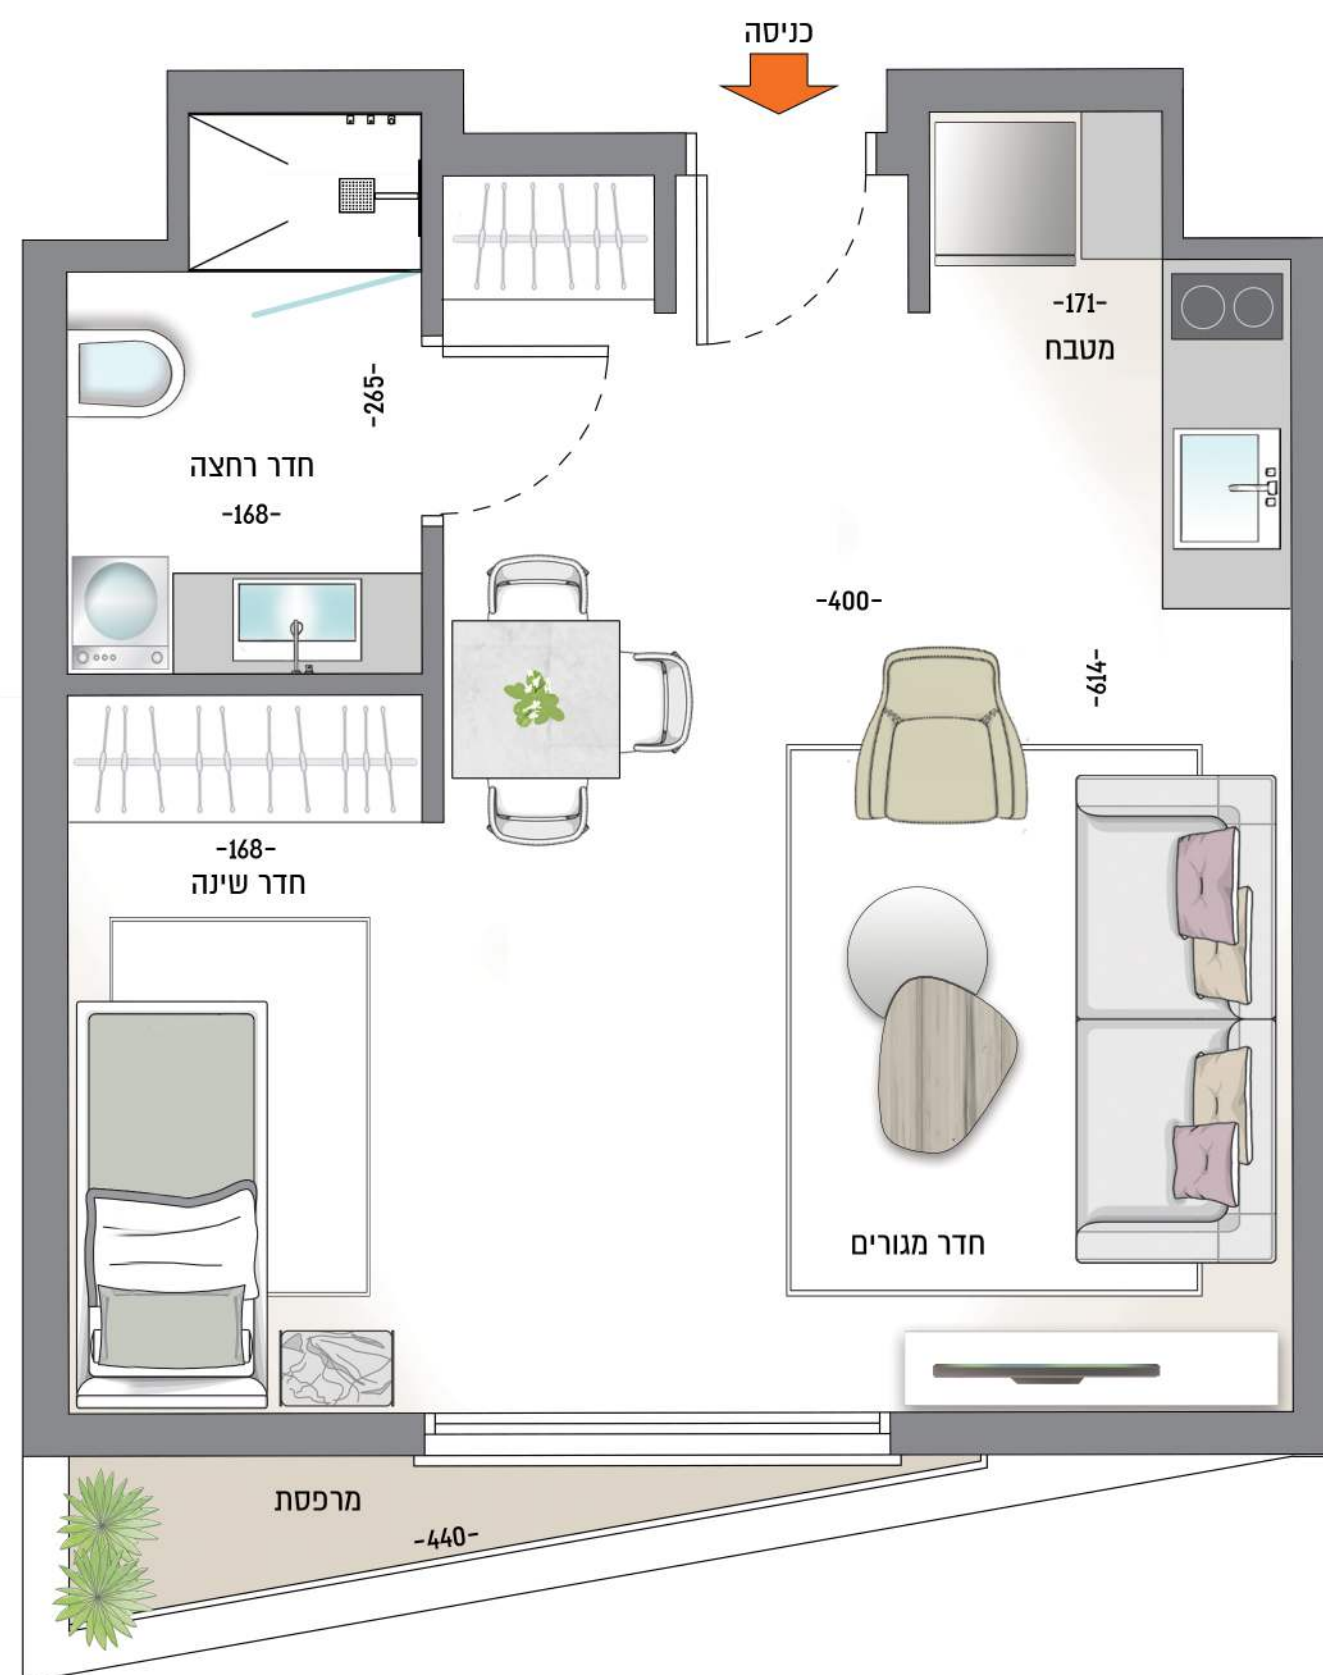 כניסה
-171-
מטבח
-265-
חדר רחצה
-168-
-400-
-614-
-168-
חדר שינה
חדר מגורים
מרפסת
-440-